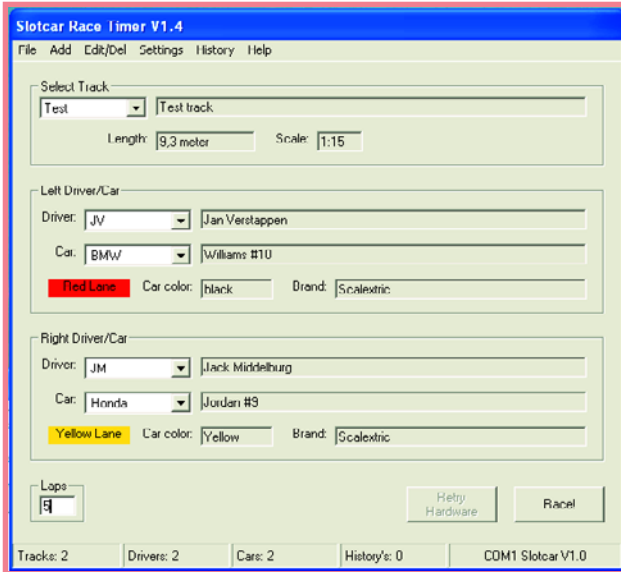 Slotcar Race Timer V1.4
File Add Edit/Del Settings History Help
Select Track
Test Test track
Length: 9,3 meter Scale: 1:15
Left Driver/Car
Driver: JV Jan Verstappen
Car: BMW Williams #10
Red Lane Car color: black Brand: Scalextric
Right Driver/Car
Driver: JM Jack Middelburg
Car: Honda Jordan #9
Yellow Lane Car color: Yellow Brand: Scalextric
Laps
5
Retry
Hardware
Race!
Tracks: 2 Drivers: 2 Cars: 2 History's: 0 COM1 Slotcar V1.0